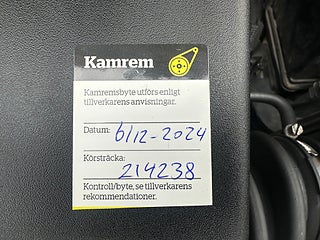 Kamrem
Kamremsbyte utförs enligt
tillverkarens anvisningar.
Datum: 6/12-2024
Körsträcka:
214238
Kontroll/byte, se tillverkarens
rekommendationer.